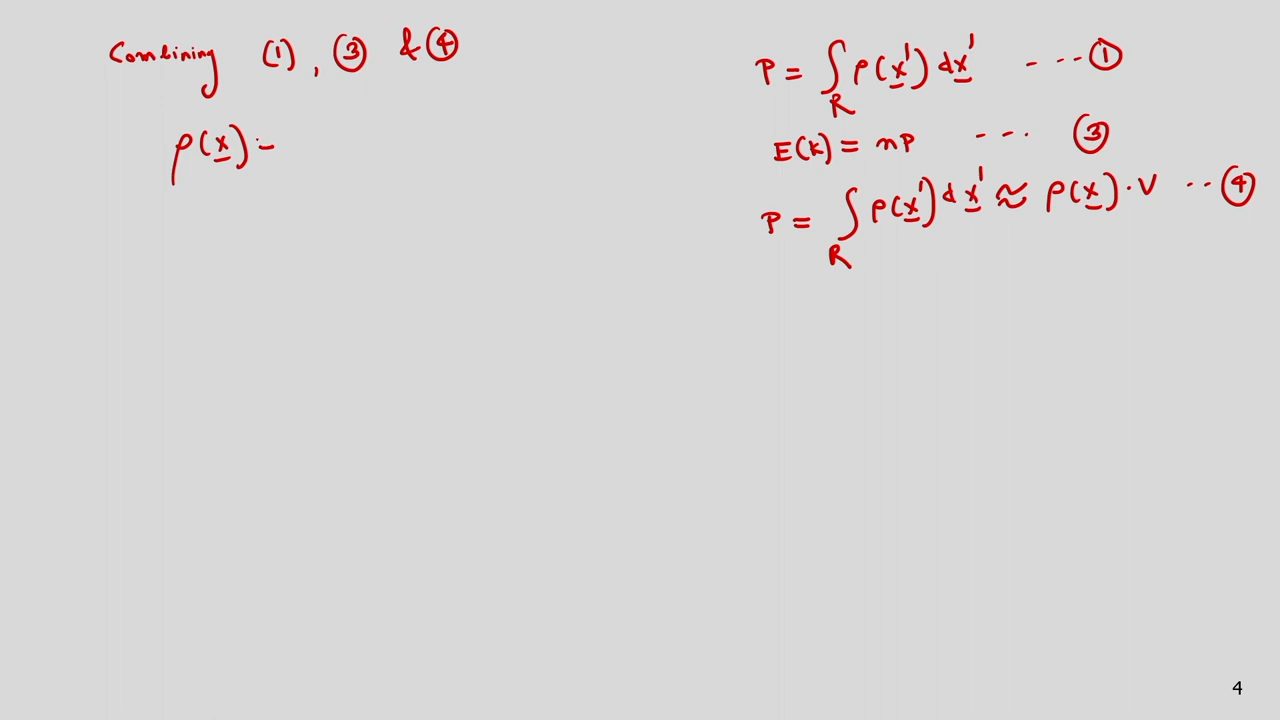 Combining (1), ③ & ④
p(x) =
P = ∫_R p(x') dx' - - - ①
E(k) = nP - - - ③
P = ∫_R p(x') dx' ≈ p(x) · V - - ④
4